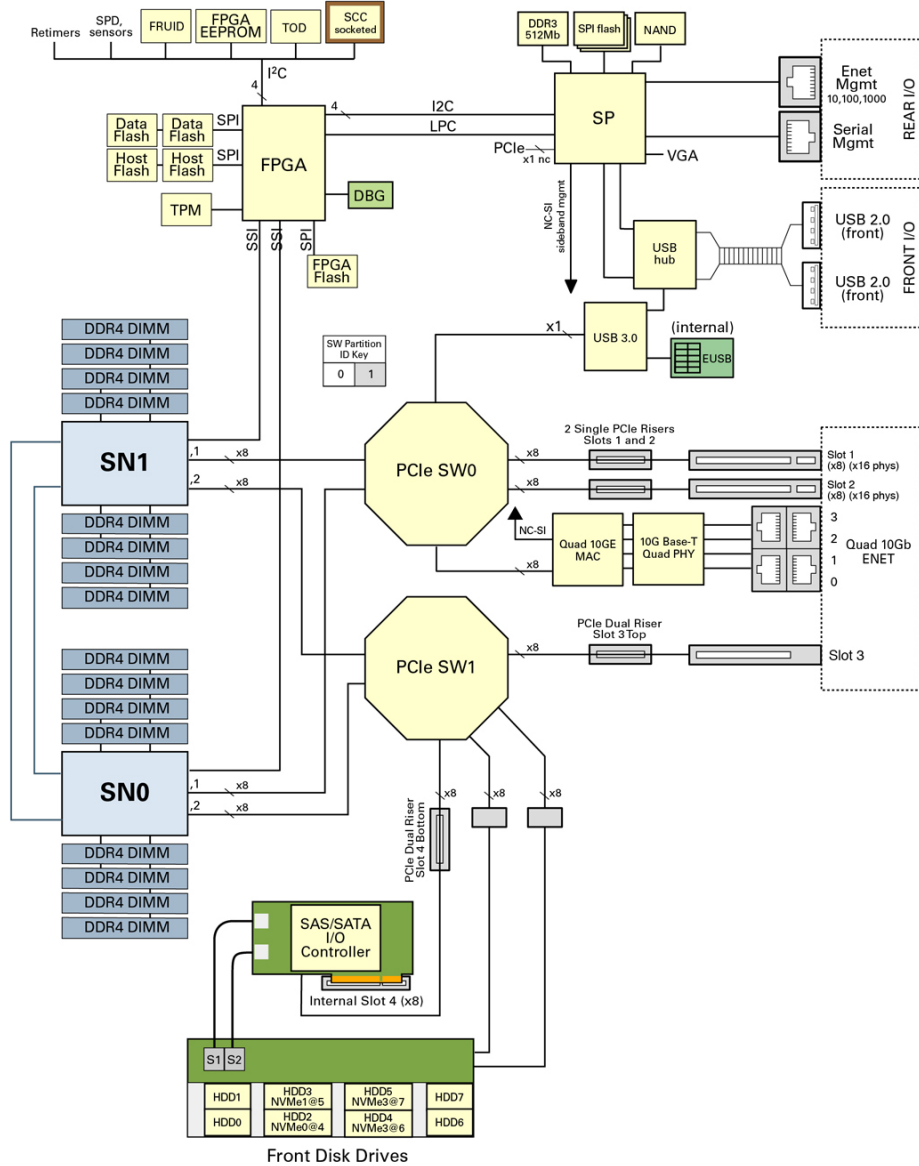 Retimers
SPD,
sensors
FRUID
FPGA
EEPROM
TOD
SCC
socketed
I²C
4
DDR3
512Mb
SPI flash
NAND
Data
Flash
Data
Flash
SPI
Host
Flash
Host
Flash
SPI
FPGA
TPM
DBG
SSI
SSI
SPI
FPGA
Flash
4
I2C
LPC
PCIe
x1 nc
SP
VGA
NC-SI
sideband mgmt
Enet
Mgmt
10,100,1000
Serial
Mgmt
REAR I/O
USB
hub
USB 2.0
(front)
USB 2.0
(front)
FRONT I/O
x1
USB 3.0
(internal)
EUSB
SW Partition
ID Key
0
1
DDR4 DIMM
DDR4 DIMM
DDR4 DIMM
DDR4 DIMM
SN1
,1
x8
,2
x8
DDR4 DIMM
DDR4 DIMM
DDR4 DIMM
DDR4 DIMM
PCIe SW0
x8
x8
x8
2 Single PCIe Risers
Slots 1 and 2
Slot 1
(x8) (x16 phys)
Slot 2
(x8) (x16 phys)
NC-SI
Quad 10GE
MAC
10G Base-T
Quad PHY
3
2
1
0
Quad 10Gb
ENET
PCIe SW1
x8
PCIe Dual Riser
Slot 3 Top
Slot 3
DDR4 DIMM
DDR4 DIMM
DDR4 DIMM
DDR4 DIMM
SN0
,1
x8
,2
x8
DDR4 DIMM
DDR4 DIMM
DDR4 DIMM
DDR4 DIMM
x8
x8
x8
PCIe Dual Riser
Slot 4 Bottom
SAS/SATA
I/O
Controller
Internal Slot 4 (x8)
S1
S2
HDD1
HDD3
NVMe1@5
HDD5
NVMe3@7
HDD7
HDD0
HDD2
NVMe0@4
HDD4
NVMe3@6
HDD6
Front Disk Drives